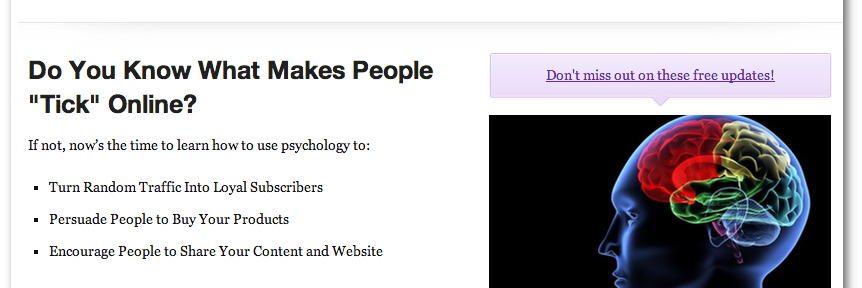 Do You Know What Makes People
"Tick" Online?
If not, now’s the time to learn how to use psychology to:
Turn Random Traffic Into Loyal Subscribers
Persuade People to Buy Your Products
Encourage People to Share Your Content and Website
Don't miss out on these free updates!